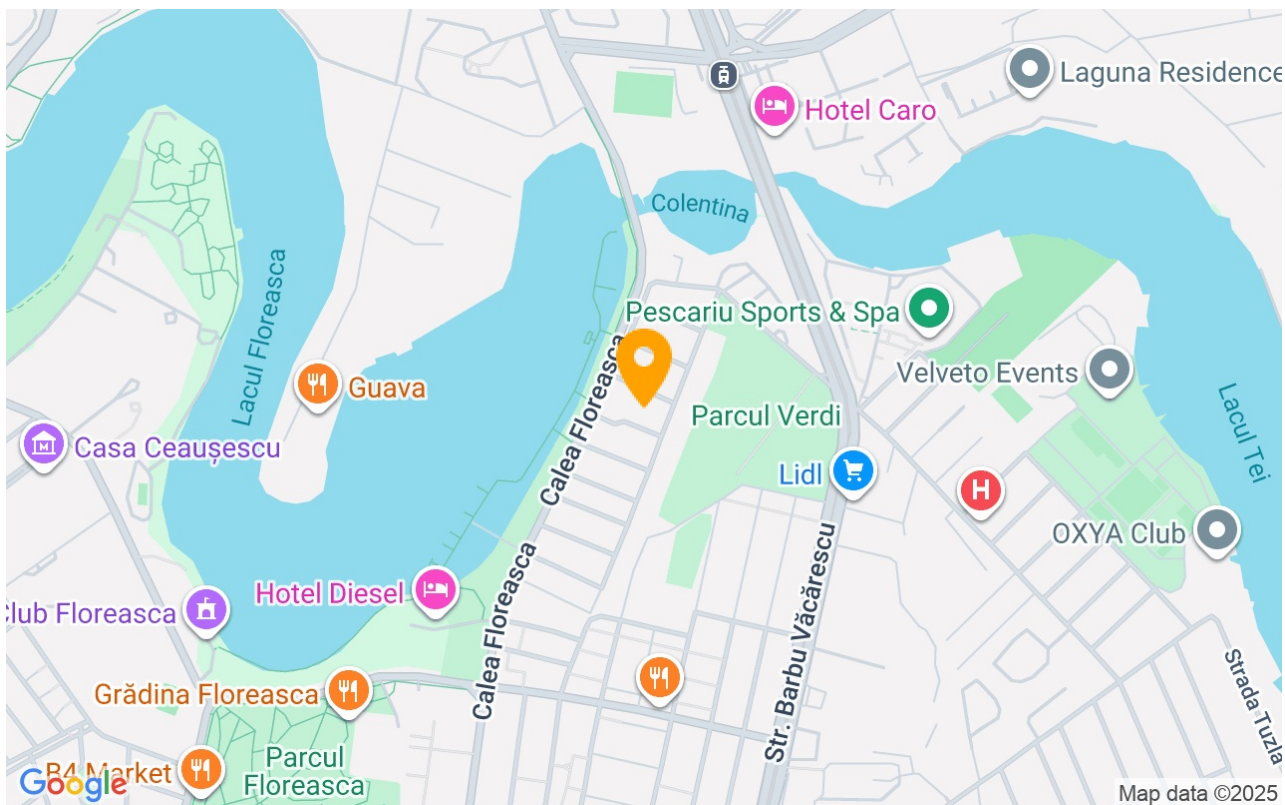 Laguna Residence
Hotel Caro
Colentina
Lacul Floreasca
Pescariu Sports & Spa
Calea Floreasca
Guava
Velveto Events
Parcul Verdi
Lacul Tei
Casa Ceaușescu
Lidl
H
OXYA Club
Calea Floreasca
Hotel Diesel
Str. Barbu Văcărescu
Club Floreasca
Grădina Floreasca
Strada Tuzla
Parcul
Floreasca
B4 Market
Google
Map data ©2025